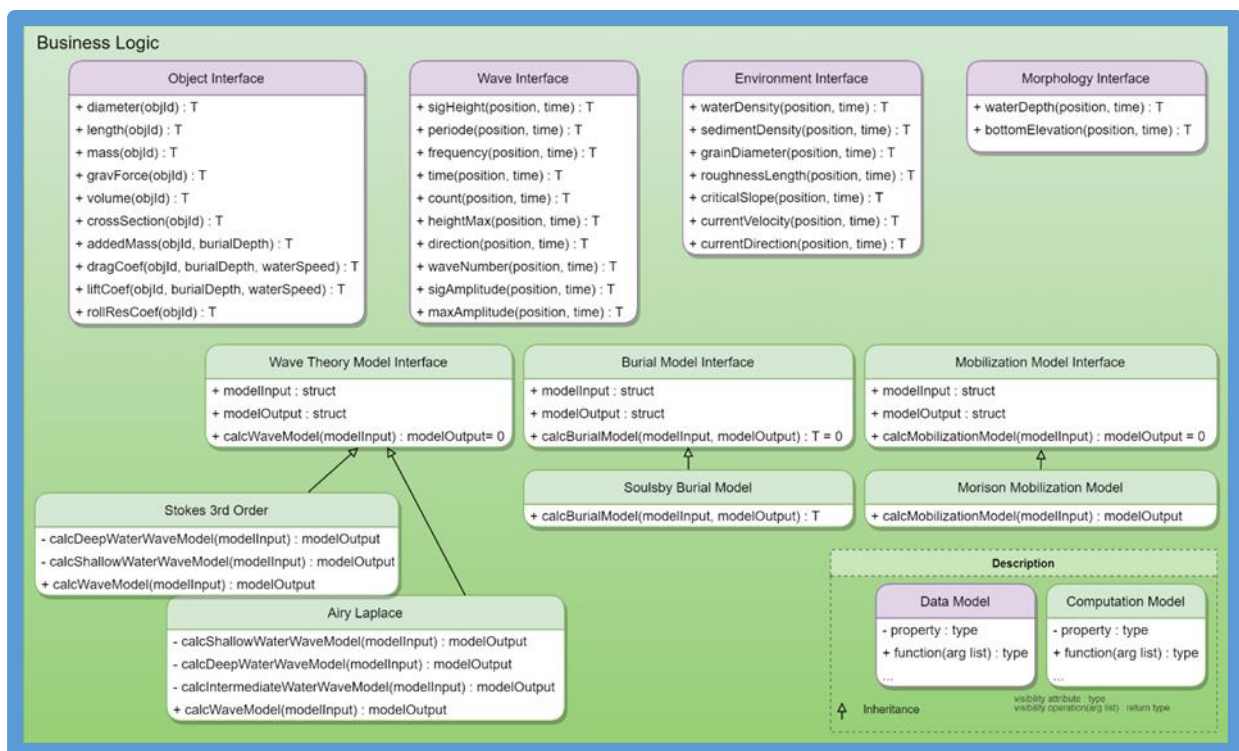 Business Logic
Object Interface
+ diameter(objId) : T
+ length(objId) : T
+ mass(objId) : T
+ gravForce(objId) : T
+ volume(objId) : T
+ crossSection(objId) : T
+ addedMass(objId, burialDepth) : T
+ dragCoef(objId, burialDepth, waterSpeed) : T
+ liftCoef(objId, burialDepth, waterSpeed) : T
+ rollResCoef(objId) : T
Wave Interface
+ sigHeight(position, time) : T
+ periode(position, time) : T
+ frequency(position, time) : T
+ time(position, time) : T
+ count(position, time) : T
+ heightMax(position, time) : T
+ direction(position, time) : T
+ waveNumber(position, time) : T
+ sigAmplitude(position, time) : T
+ maxAmplitude(position, time) : T
Environment Interface
+ waterDensity(position, time) : T
+ sedimentDensity(position, time) : T
+ grainDiameter(position, time) : T
+ roughnessLength(position, time) : T
+ criticalSlope(position, time) : T
+ currentVelocity(position, time) : T
+ currentDirection(position, time) : T
Morphology Interface
+ waterDepth(position, time) : T
+ bottomElevation(position, time) : T
Wave Theory Model Interface
+ modelInput : struct
+ modelOutput : struct
+ calcWaveModel(modelInput) : modelOutput= 0
Burial Model Interface
+ modelInput : struct
+ modelOutput : struct
+ calcBurialModel(modelInput, modelOutput) : T = 0
Mobilization Model Interface
+ modelInput : struct
+ modelOutput : struct
+ calcMobilizationModel(modelInput) : modelOutput = 0
Stokes 3rd Order
- calcDeepWaterWaveModel(modelInput) : modelOutput
- calcShallowWaterWaveModel(modelInput) : modelOutput
+ calcWaveModel(modelInput) : modelOutput
Soulsby Burial Model
+ calcBurialModel(modelInput, modelOutput) : T
Morison Mobilization Model
+ calcMobilizationModel(modelInput) : modelOutput
Airy Laplace
- calcShallowWaterWaveModel(modelInput) : modelOutput
- calcDeepWaterWaveModel(modelInput) : modelOutput
- calcIntermediateWaterWaveModel(modelInput) : modelOutput
+ calcWaveModel(modelInput) : modelOutput
Description
Data Model
- property : type
+ function(arg list) : type
...
Computation Model
- property : type
+ function(arg list) : type
...
Inheritance
visibility attribute : type
visibility operation(arg list) : return type